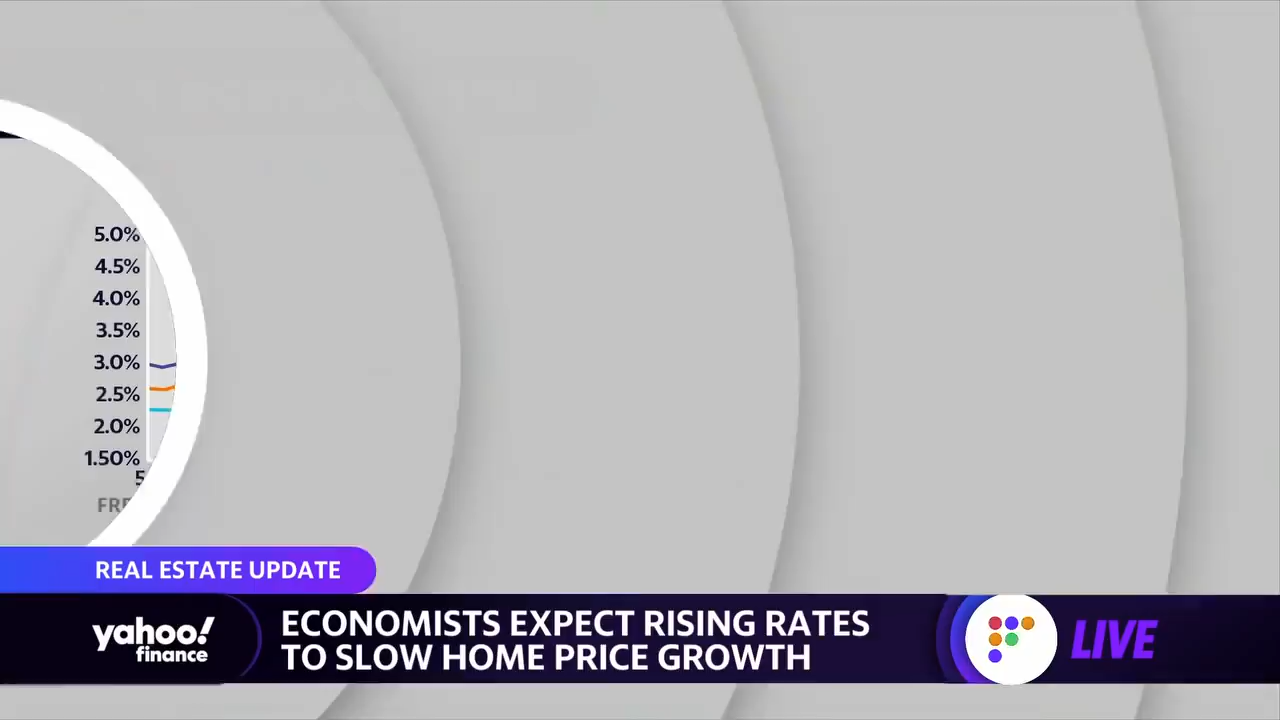 5.0%
4.5%
4.0%
3.5%
3.0%
2.5%
2.0%
1.50%
5
REAL ESTATE UPDATE
yahoo!
finance
ECONOMISTS EXPECT RISING RATES
TO SLOW HOME PRICE GROWTH
LIVE